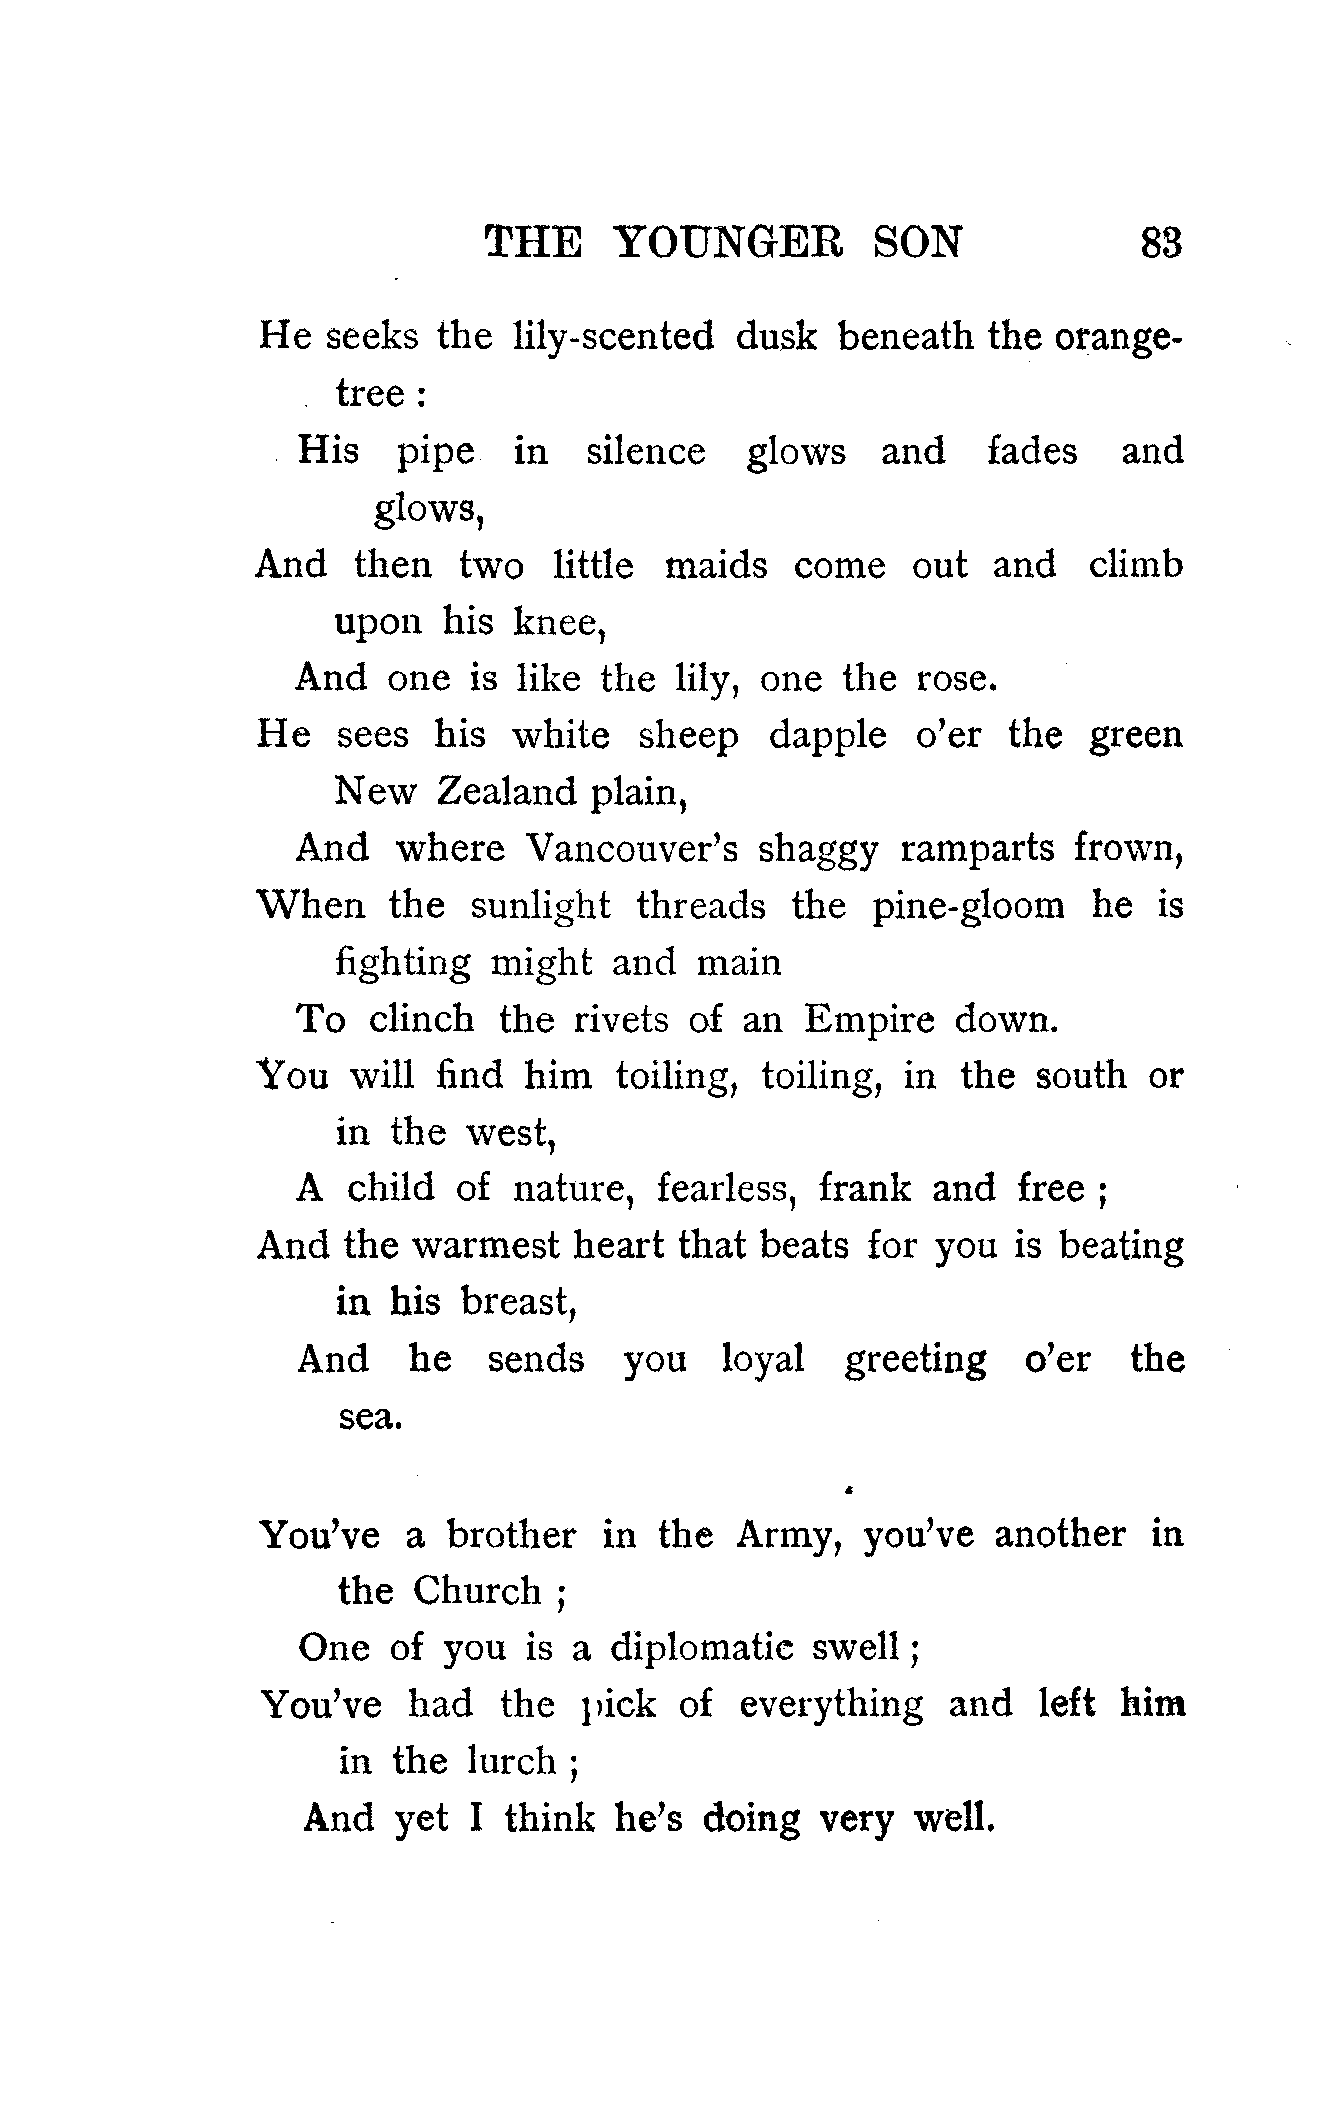 THE YOUNGER SON 83
He seeks the lily-scented dusk beneath the orange-
tree :
His pipe in silence glows and fades and
glows,
And then two little maids come out and climb
upon his knee,
And one is like the lily, one the rose.
He sees his white sheep dapple o'er the green
New Zealand plain,
And where Vancouver's shaggy ramparts frown,
When the sunlight threads the pine-gloom he is
fighting might and main
To clinch the rivets of an Empire down.
You will find him toiling, toiling, in the south or
in the west,
A child of nature, fearless, frank and free ;
And the warmest heart that beats for you is beating
in his breast,
And he sends you loyal greeting o'er the
sea.
You've a brother in the Army, you've another in
the Church ;
One of you is a diplomatic swell ;
You've had the pick of everything and left him
in the lurch ;
And yet I think he's doing very well.